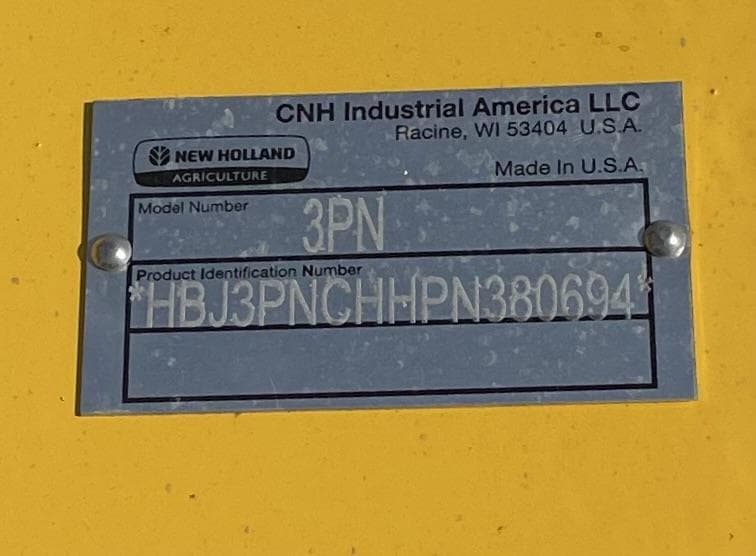 CNH Industrial America LLC
Racine, WI 53404 U.S.A.
NEW HOLLAND
AGRICULTURE
Made In U.S.A.
Model Number
3PN
Product Identification Number
*HBJ3PNCHHPN380694*